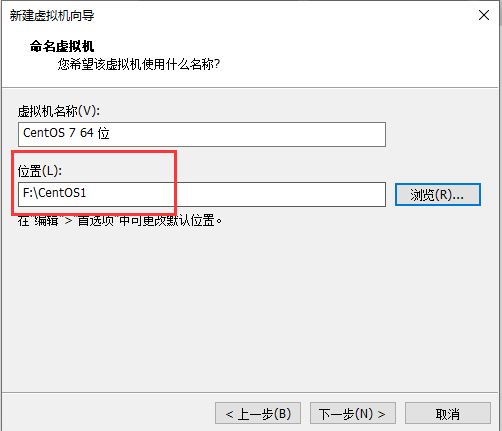 新建虚拟机向导
命名虚拟机
您希望该虚拟机使用什么名称?
虚拟机名称(V):
CentOS 7 64 位
位置(L):
F:\CentOS1
浏览(R)...
在"编辑">"首选项"中可更改默认位置。
< 上一步(B)
下一步(N) >
取消